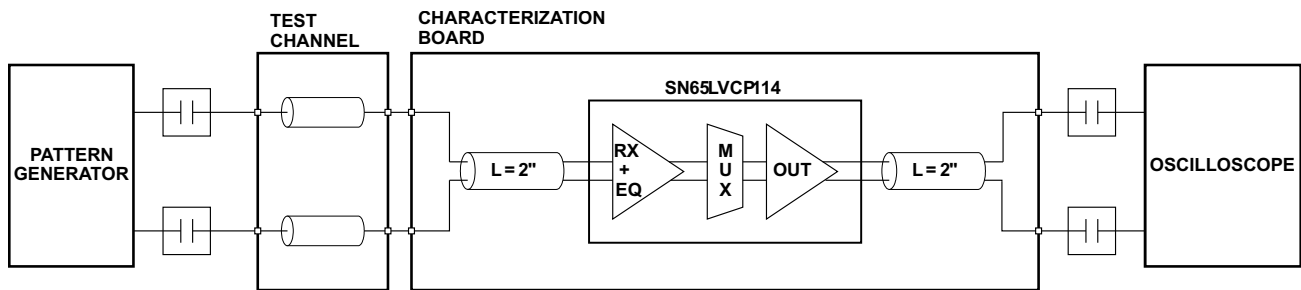 TEST
CHANNEL
CHARACTERIZATION
BOARD
SN65LVCP114
PATTERN
GENERATOR
L = 2"
RX
+
EQ
M
U
X
OUT
L = 2"
OSCILLOSCOPE